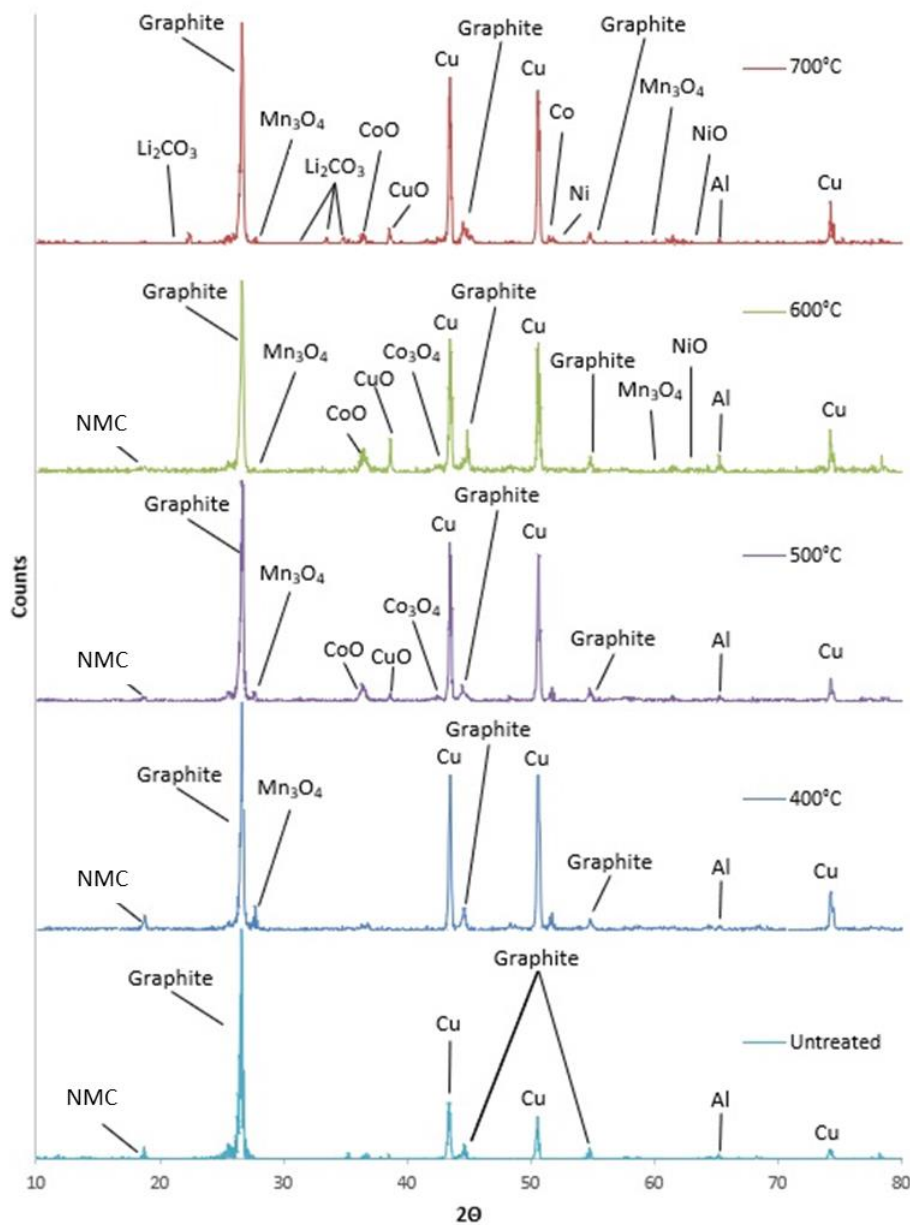 Graphite
Graphite
Graphite
Cu
Cu
700°C
Mn₃O₄
Mn₃O₄
Co
CoO
NiO
Li₂CO₃
Li₂CO₃
CuO
Ni
Al
Cu
Graphite
Graphite
600°C
Cu
Cu
Mn₃O₄
Co₃O₄
NiO
CuO
Graphite
Mn₃O₄
Al
NMC
CoO
Cu
Graphite
Graphite
Cu
Cu
500°C
Mn₃O₄
Co₃O₄
CoO
CuO
Graphite
Al
Cu
NMC
Graphite
Cu
Cu
400°C
Graphite
Mn₃O₄
Graphite
Al
Cu
NMC
Graphite
Graphite
Cu
Untreated
NMC
Cu
Al
Cu
Counts
10
20
30
40
50
60
70
80
2Θ